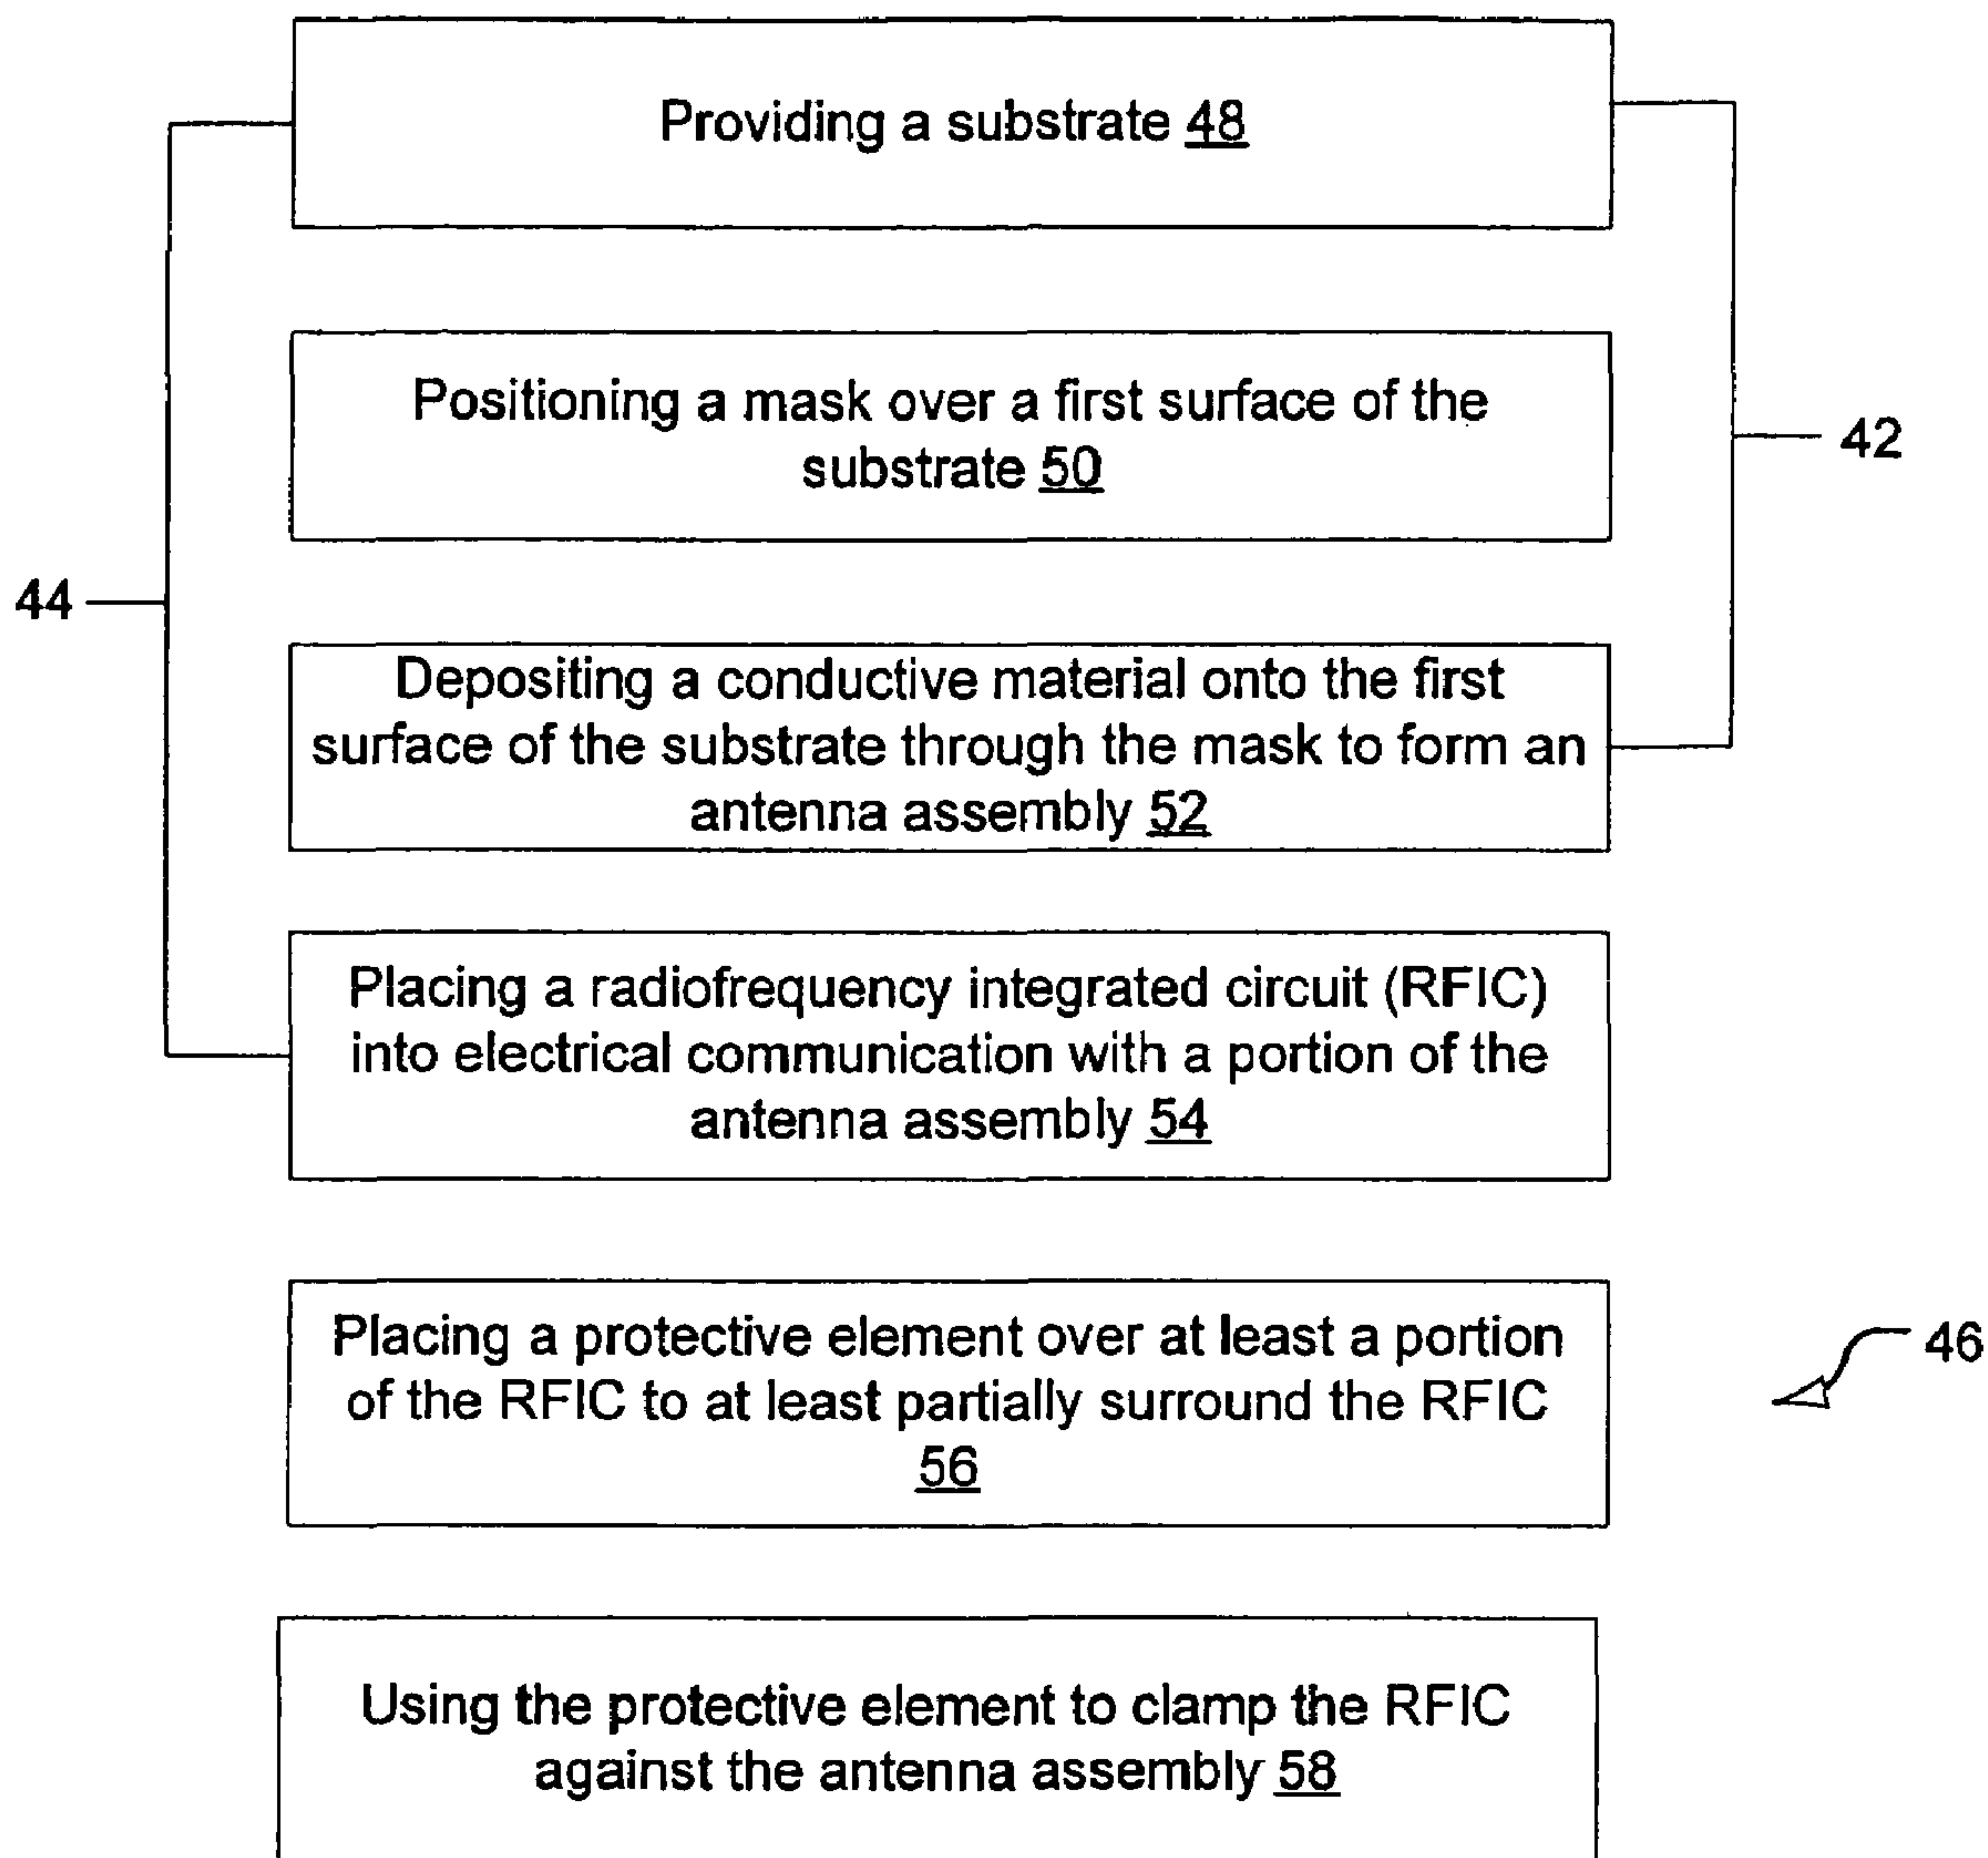 Providing a substrate 48
Positioning a mask over a first surface of the
substrate 50
42
44
Depositing a conductive material onto the first
surface of the substrate through the mask to form an
antenna assembly 52
Placing a radiofrequency integrated circuit (RFIC)
into electrical communication with a portion of the
antenna assembly 54
Placing a protective element over at least a portion
of the RFIC to at least partially surround the RFIC
56
46
Using the protective element to clamp the RFIC
against the antenna assembly 58